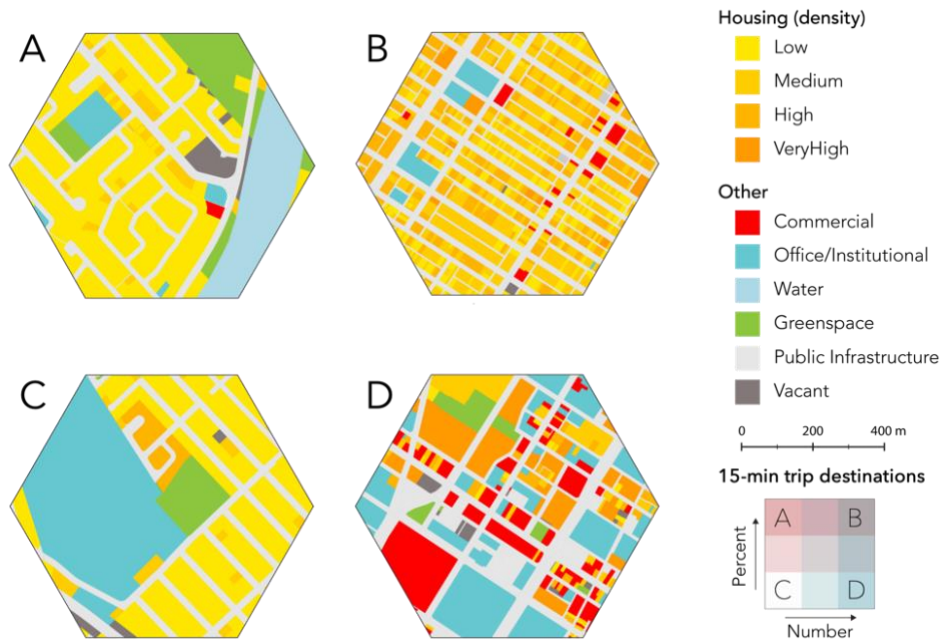 A
B
C
D
Housing (density)
Low
Medium
High
VeryHigh
Other
Commercial
Office/Institutional
Water
Greenspace
Public Infrastructure
Vacant
0 200 400 m
15-min trip destinations
A B
Percent
C D
Number